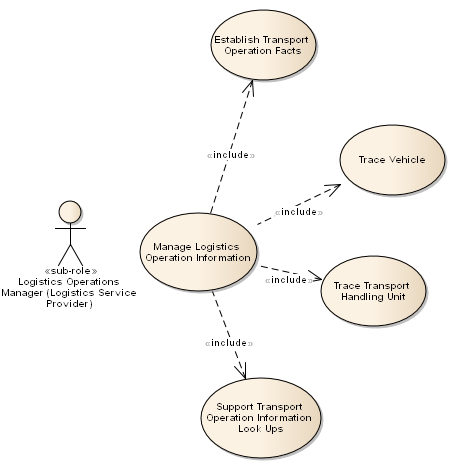 Establish Transport
Operation Facts
«include»
Trace Vehicle
«include»
Manage Logistics
Operation Information
«sub-role»
Logistics Operations
Manager (Logistics Service
Provider)
«include»
Trace Transport
Handling Unit
«include»
Support Transport
Operation Information
Look Ups